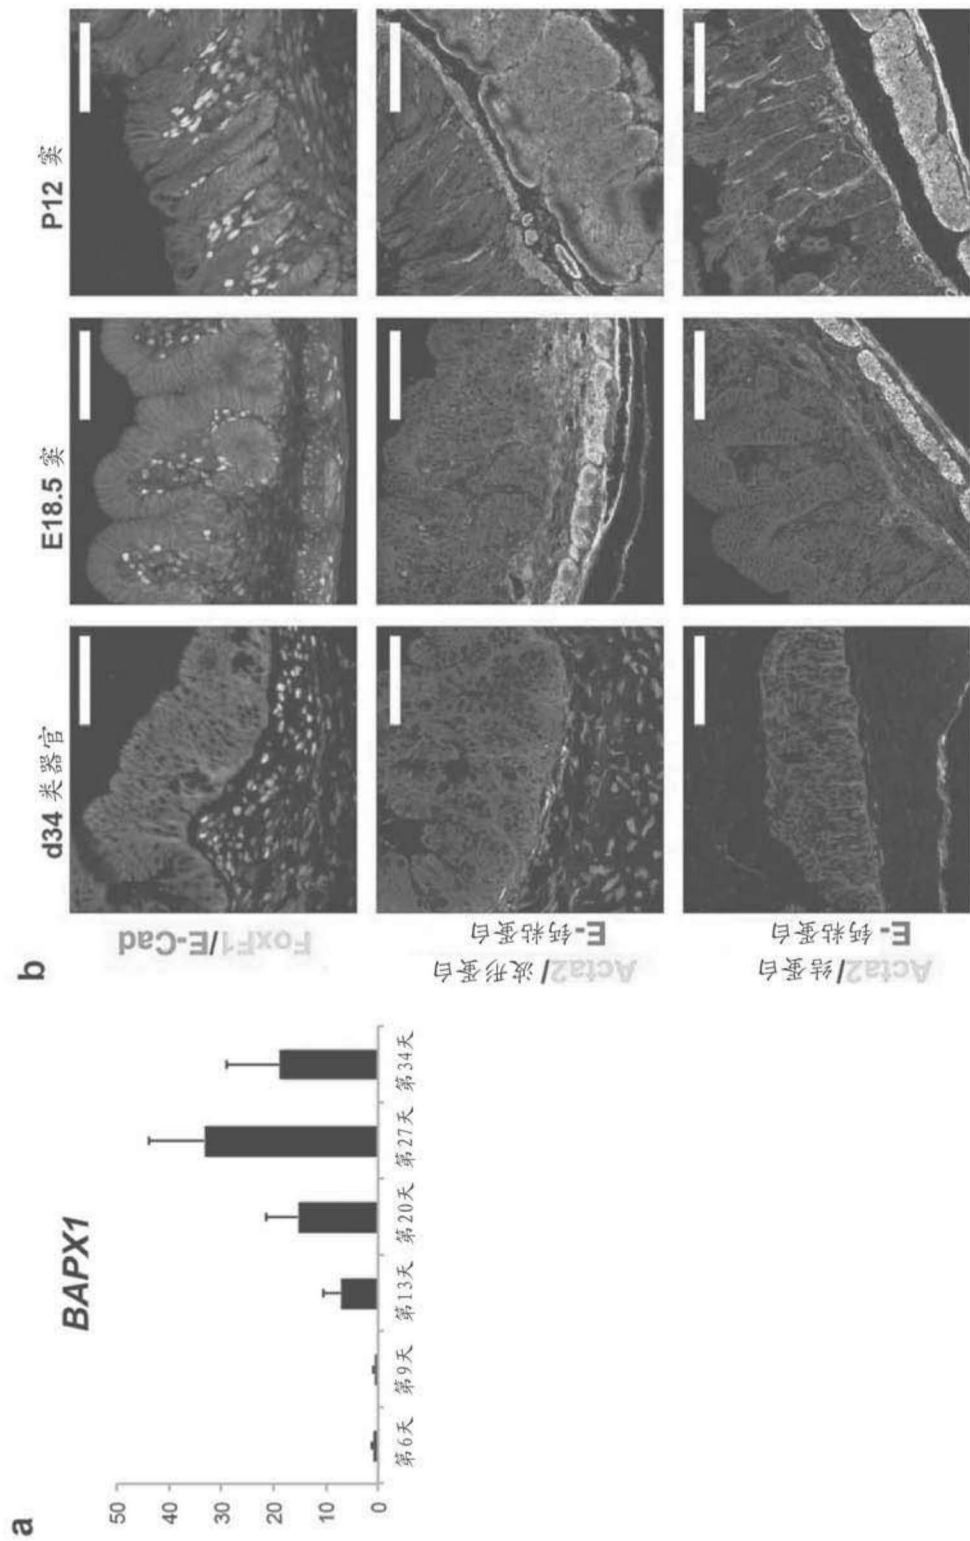 a
BAPX1
50
40
30
20
10
0
第6天 第9天 第13天 第20天 第27天 第34天
b
d34 类器官
E18.5 窦
P12 窦
FoxF1/E-Cad
Acta2/波形蛋白
E-钙粘蛋白
Acta2/结蛋白
E-钙粘蛋白